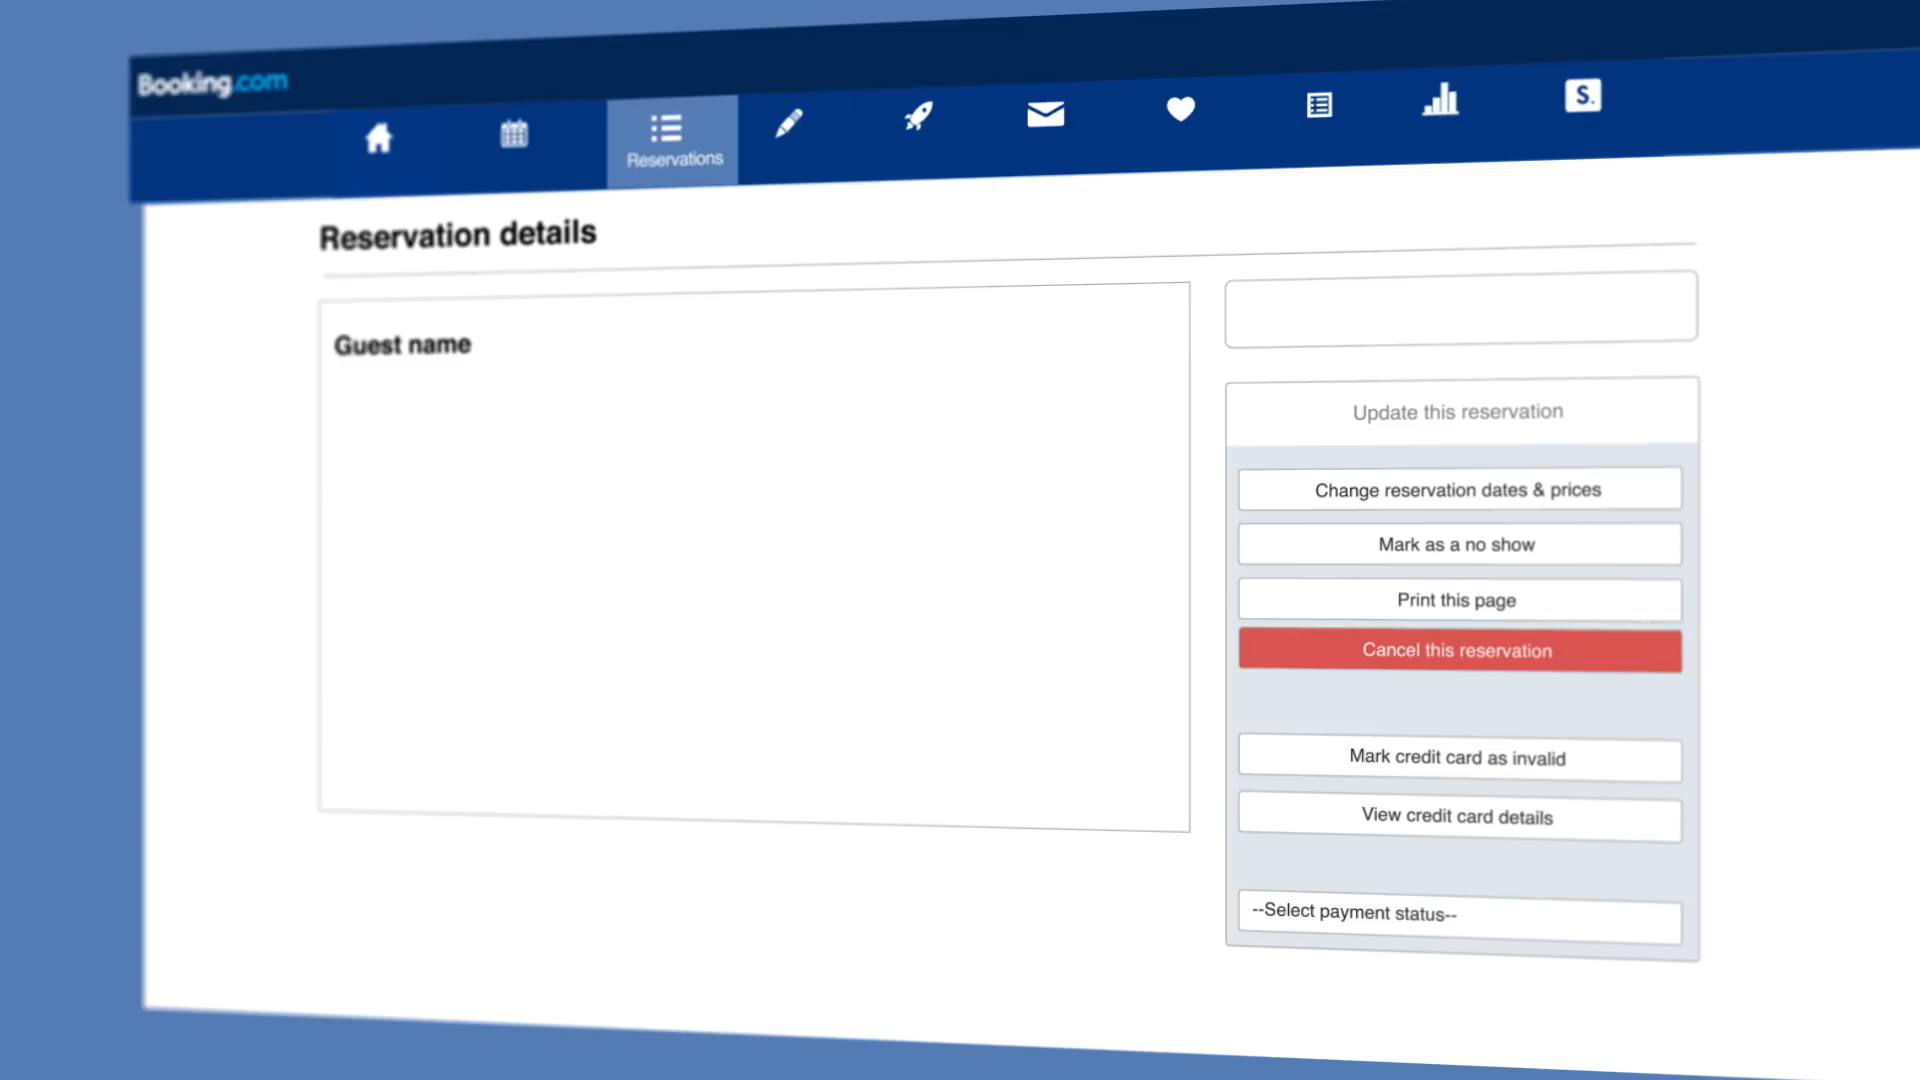 Booking.com
S.
Reservations
Reservation details
Guest name
Update this reservation
Change reservation dates & prices
Mark as a no show
Print this page
Cancel this reservation
Mark credit card as invalid
View credit card details
--Select payment status--